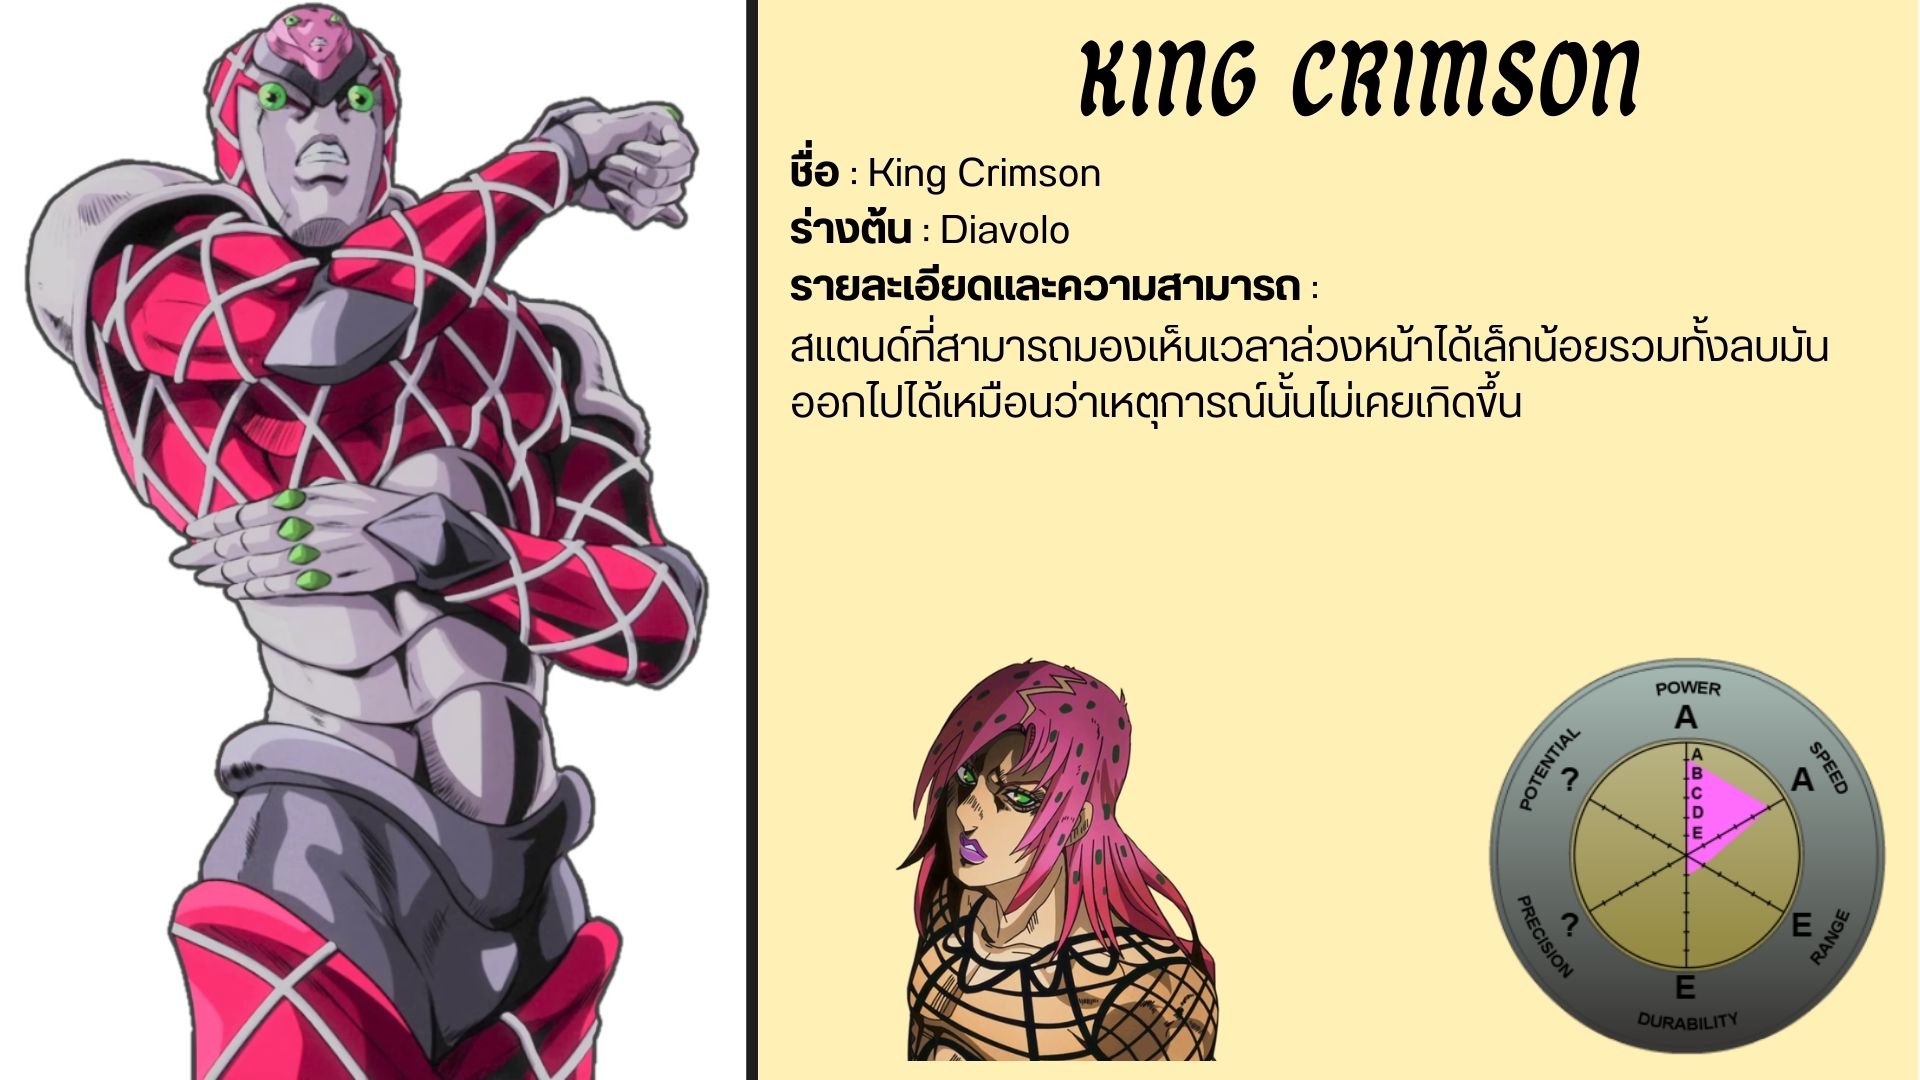 KING CRIMSON
ชื่อ : King Crimson
ร่างต้น : Diavolo
รายละเอียดและความสามารถ :
สแตนด์ที่สามารถมองเห็นเวลาล่วงหน้าได้เล็กน้อยรวมทั้งลบมัน
ออกไปได้เหมือนว่าเหตุการณ์นั้นไม่เคยเกิดขึ้น
POWER
A
SPEED
A
RANGE
E
DURABILITY
E
PRECISION
?
POTENTIAL
?
A
B
C
D
E